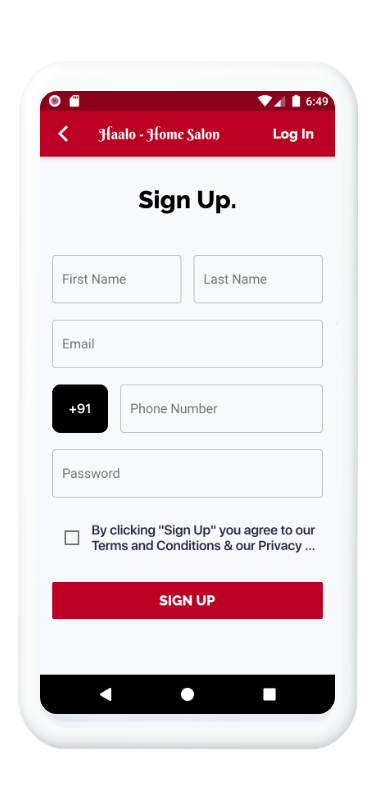 6:49
Haalo - Home Salon Log In
Sign Up.
First Name Last Name
Email
+91 Phone Number
Password
By clicking "Sign Up" you agree to our
Terms and Conditions & our Privacy ...
SIGN UP